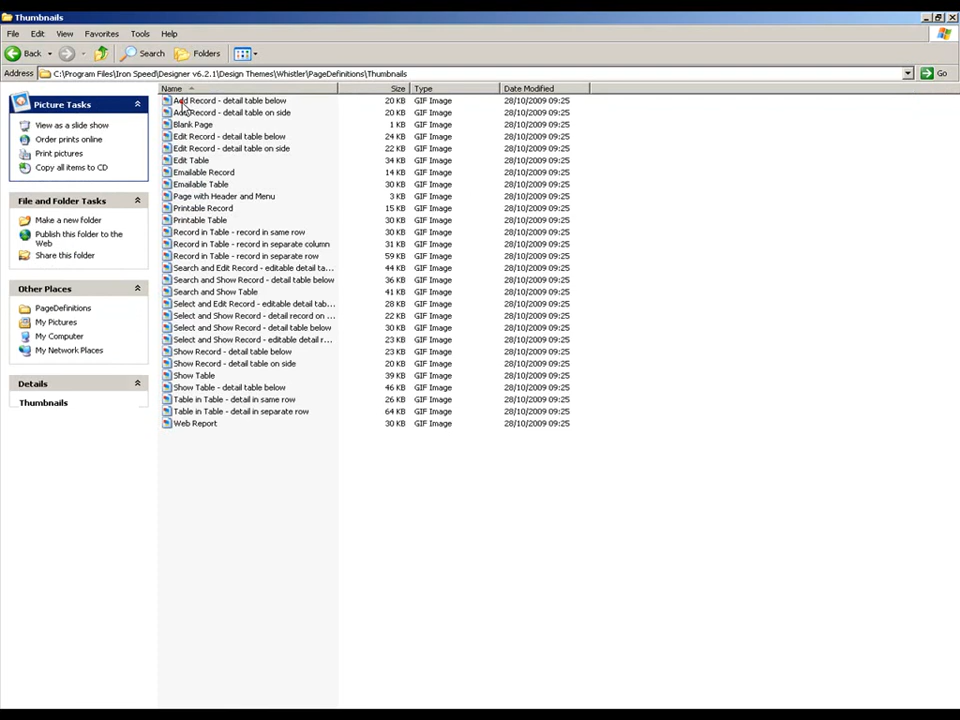 Thumbnails
File Edit View Favorites Tools Help
Back Search Folders
Address C:\Program Files\Iron Speed\Designer v6.2.1\Design Themes\Whistler\PageDefinitions\Thumbnails Go
Picture Tasks
View as a slide show
Order prints online
Print pictures
Copy all items to CD
File and Folder Tasks
Make a new folder
Publish this folder to the
Web
Share this folder
Other Places
PageDefinitions
My Pictures
My Computer
My Network Places
Details
Thumbnails
Name Size Type Date Modified
Add Record - detail table below 20 KB GIF Image 28/10/2009 09:25
Add Record - detail table on side 20 KB GIF Image 28/10/2009 09:25
Blank Page 1 KB GIF Image 28/10/2009 09:25
Edit Record - detail table below 24 KB GIF Image 28/10/2009 09:25
Edit Record - detail table on side 22 KB GIF Image 28/10/2009 09:25
Edit Table 34 KB GIF Image 28/10/2009 09:25
Emailable Record 14 KB GIF Image 28/10/2009 09:25
Emailable Table 30 KB GIF Image 28/10/2009 09:25
Page with Header and Menu 3 KB GIF Image 28/10/2009 09:25
Printable Record 15 KB GIF Image 28/10/2009 09:25
Printable Table 30 KB GIF Image 28/10/2009 09:25
Record in Table - record in same row 30 KB GIF Image 28/10/2009 09:25
Record in Table - record in separate column 31 KB GIF Image 28/10/2009 09:25
Record in Table - record in separate row 59 KB GIF Image 28/10/2009 09:25
Search and Edit Record - editable detail ta... 44 KB GIF Image 28/10/2009 09:25
Search and Show Record - detail table below 36 KB GIF Image 28/10/2009 09:25
Search and Show Table 41 KB GIF Image 28/10/2009 09:25
Select and Edit Record - editable detail tab... 28 KB GIF Image 28/10/2009 09:25
Select and Show Record - detail record on ... 22 KB GIF Image 28/10/2009 09:25
Select and Show Record - detail table below 30 KB GIF Image 28/10/2009 09:25
Select and Show Record - editable detail r... 23 KB GIF Image 28/10/2009 09:25
Show Record - detail table below 23 KB GIF Image 28/10/2009 09:25
Show Record - detail table on side 20 KB GIF Image 28/10/2009 09:25
Show Table 39 KB GIF Image 28/10/2009 09:25
Show Table - detail table below 46 KB GIF Image 28/10/2009 09:25
Table in Table - detail in same row 26 KB GIF Image 28/10/2009 09:25
Table in Table - detail in separate row 64 KB GIF Image 28/10/2009 09:25
Web Report 30 KB GIF Image 28/10/2009 09:25